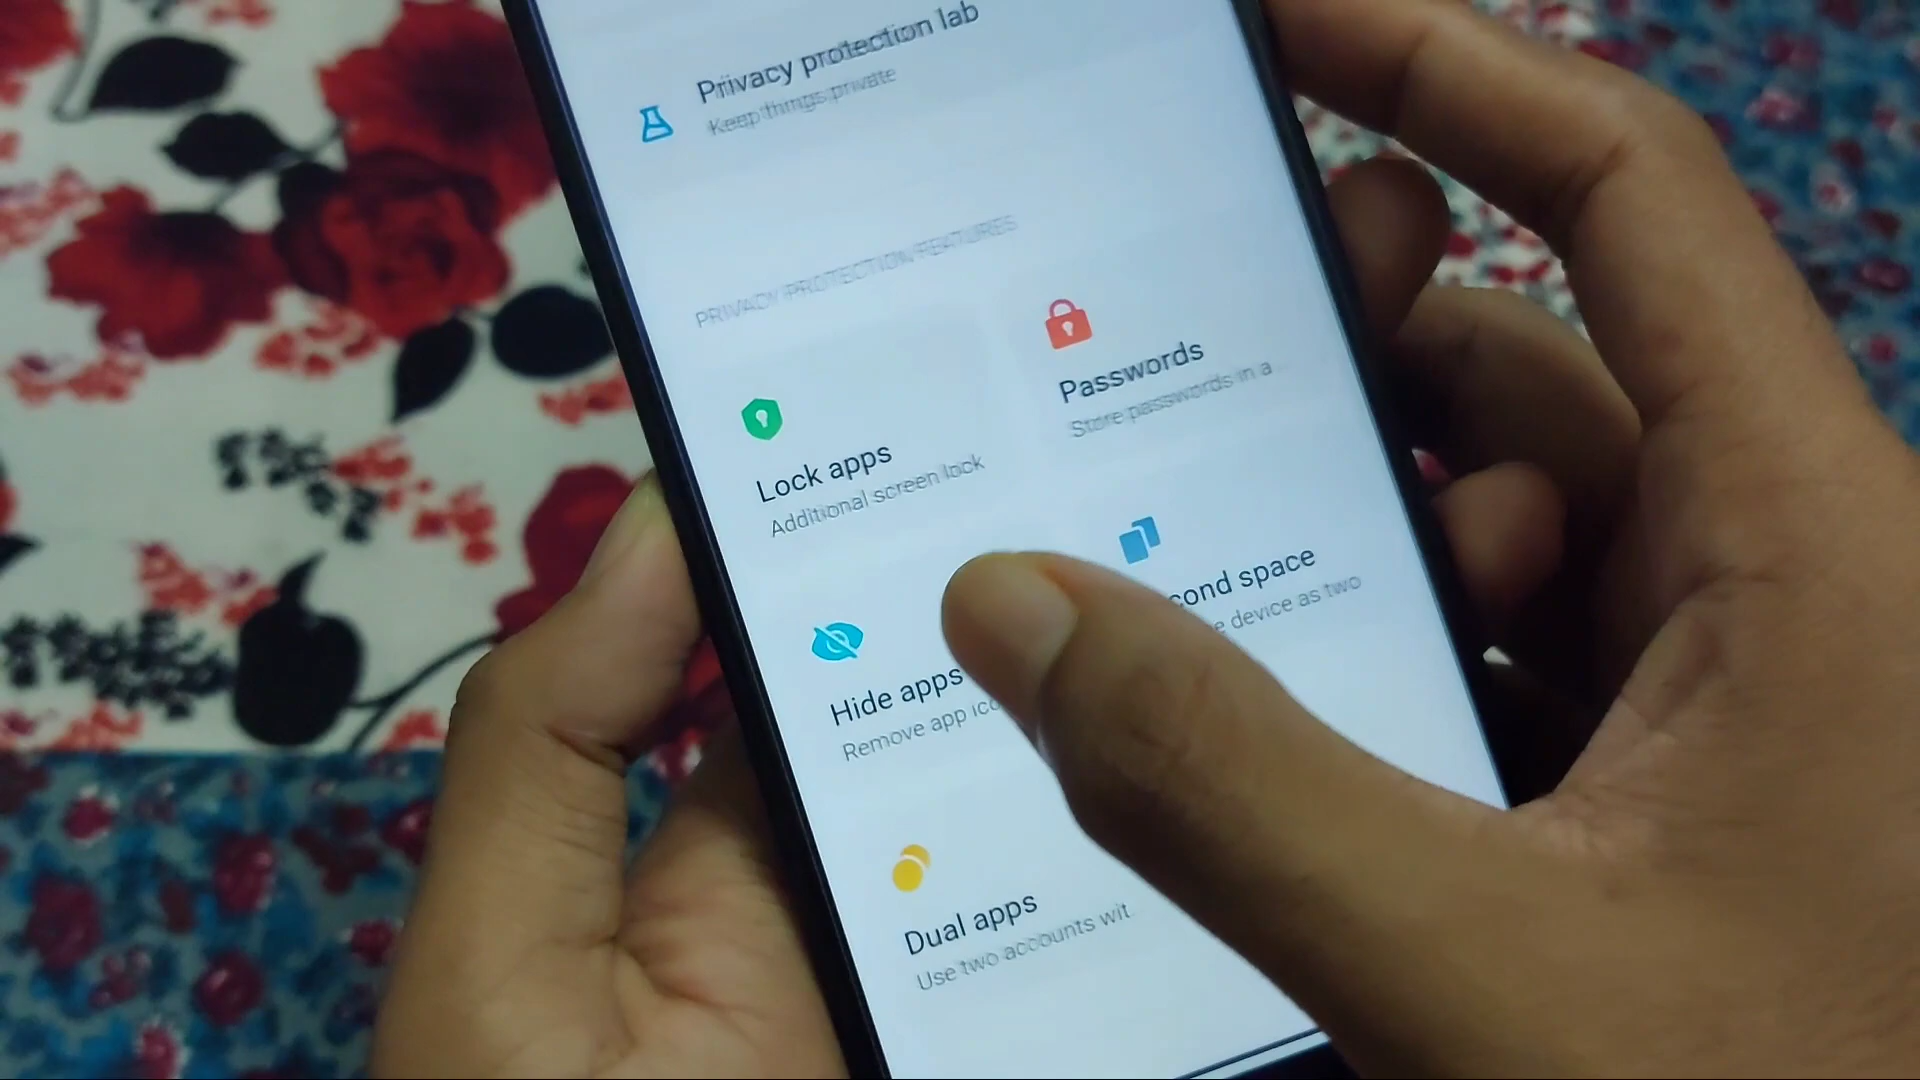 Privacy protection lab
Keep things private
PRIVACY PROTECTION FEATURES
Lock apps
Additional screen lock
Passwords
Store passwords in a
Hide apps
Remove app ico
cond space
e device as two
Dual apps
Use two accounts wit